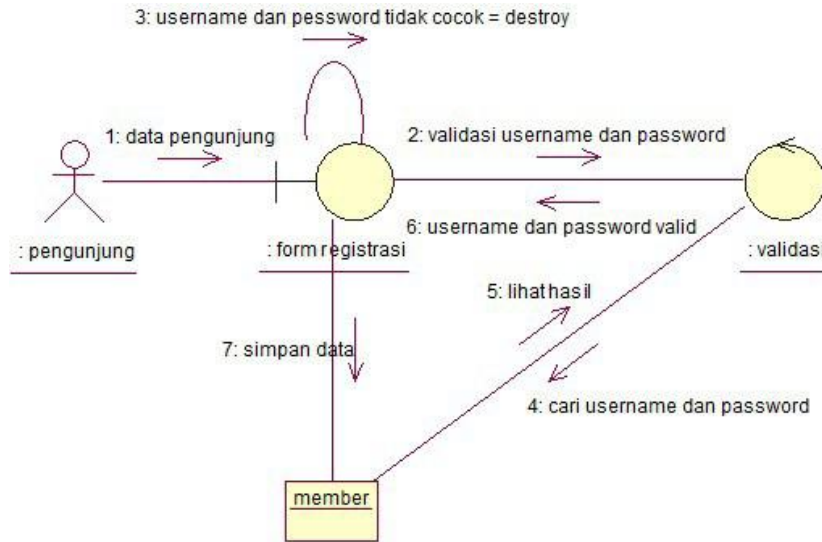 3: username dan pessword tidak cocok = destroy
1: data pengunjung
2: validasi username dan password
6: username dan password valid
: pengunjung
: form registrasi
: validasi
5: lihat hasil
7: simpan data
4: cari username dan password
member